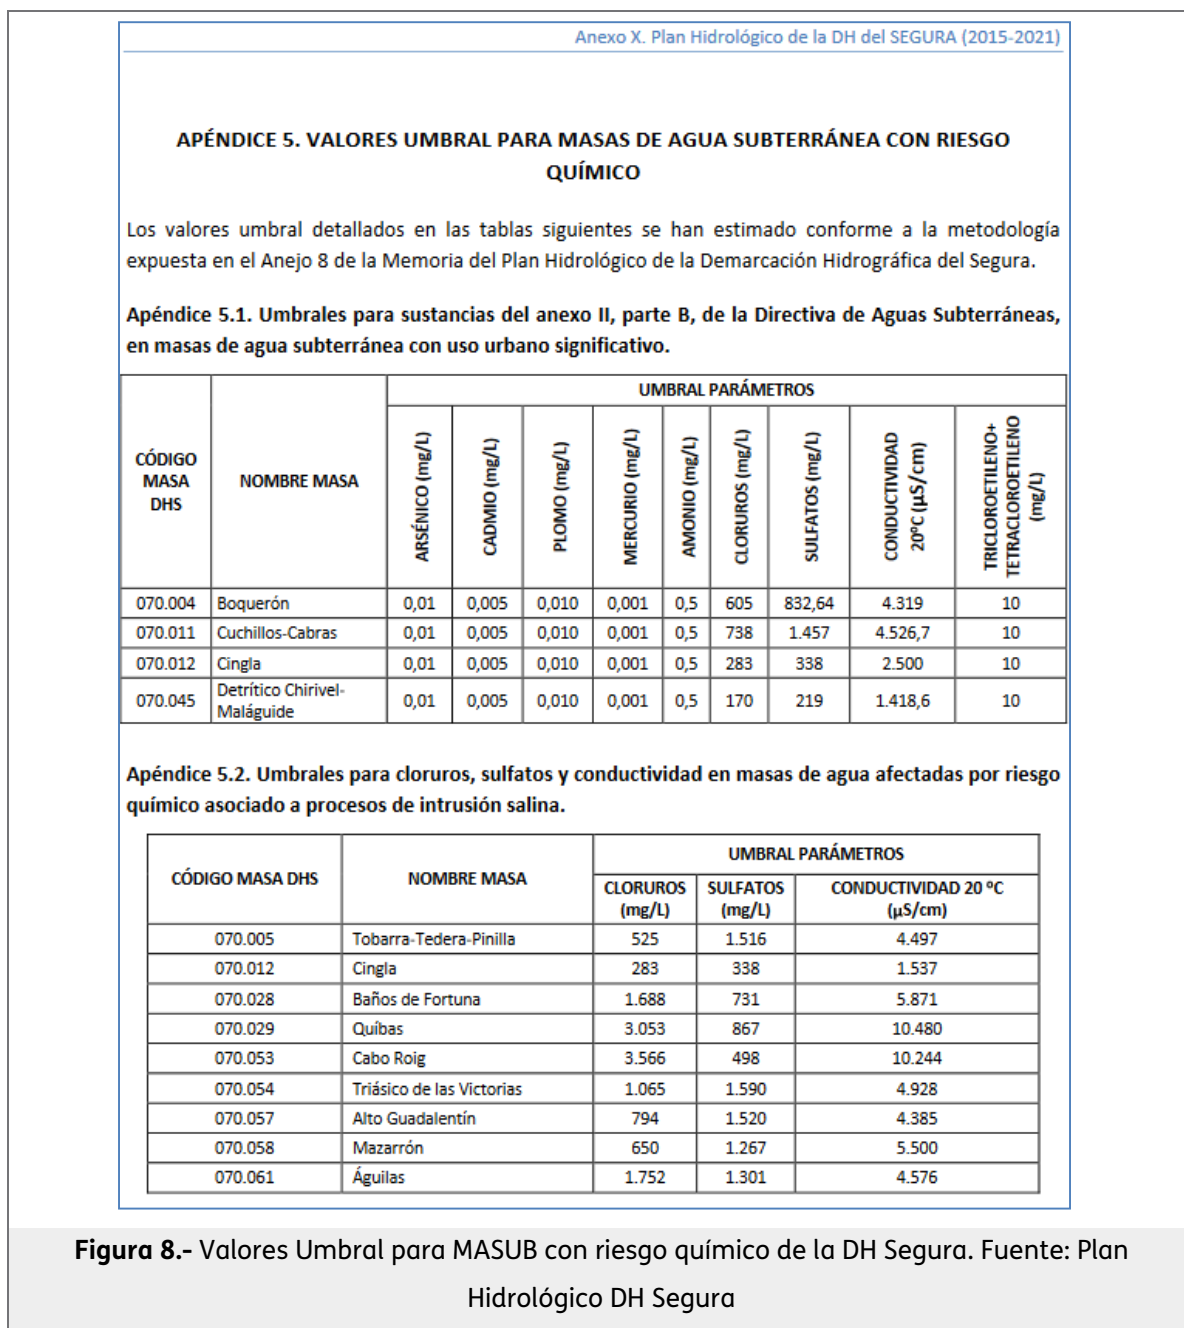 Anexo X. Plan Hidrológico de la DH del SEGURA (2015-2021)
APÉNDICE 5. VALORES UMBRAL PARA MASAS DE AGUA SUBTERRÁNEA CON RIESGO
QUÍMICO
Los valores umbral detallados en las tablas siguientes se han estimado conforme a la metodología
expuesta en el Anejo 8 de la Memoria del Plan Hidrológico de la Demarcación Hidrográfica del Segura.
Apéndice 5.1. Umbrales para sustancias del anexo II, parte B, de la Directiva de Aguas Subterráneas,
en masas de agua subterránea con uso urbano significativo.
UMBRAL PARÁMETROS
CÓDIGO
MASA
DHS
NOMBRE MASA
ARSÉNICO (mg/L)
CADMIO (mg/L)
PLOMO (mg/L)
MERCURIO (mg/L)
AMONIO (mg/L)
CLORUROS (mg/L)
SULFATOS (mg/L)
CONDUCTIVIDAD
20ºC (µS/cm)
TRICLOROETILENO+
TETRACLOROETILENO
(mg/L)
070.004 Boquerón 0,01 0,005 0,010 0,001 0,5 605 832,64 4.319 10
070.011 Cuchillos-Cabras 0,01 0,005 0,010 0,001 0,5 738 1.457 4.526,7 10
070.012 Cingla 0,01 0,005 0,010 0,001 0,5 283 338 2.500 10
070.045 Detrítico Chirivel-
Maláguide 0,01 0,005 0,010 0,001 0,5 170 219 1.418,6 10
Apéndice 5.2. Umbrales para cloruros, sulfatos y conductividad en masas de agua afectadas por riesgo
químico asociado a procesos de intrusión salina.
CÓDIGO MASA DHS NOMBRE MASA UMBRAL PARÁMETROS
CLORUROS
(mg/L)
SULFATOS
(mg/L)
CONDUCTIVIDAD 20 ºC
(µS/cm)
070.005 Tobarra-Tedera-Pinilla 525 1.516 4.497
070.012 Cingla 283 338 1.537
070.028 Baños de Fortuna 1.688 731 5.871
070.029 Quíbas 3.053 867 10.480
070.053 Cabo Roig 3.566 498 10.244
070.054 Triásico de las Victorias 1.065 1.590 4.928
070.057 Alto Guadalentín 794 1.520 4.385
070.058 Mazarrón 650 1.267 5.500
070.061 Águilas 1.752 1.301 4.576
Figura 8.- Valores Umbral para MASUB con riesgo químico de la DH Segura. Fuente: Plan
Hidrológico DH Segura